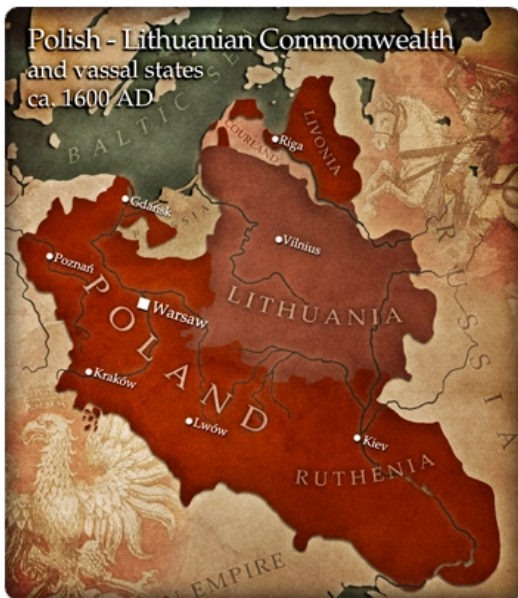 Polish - Lithuanian Commonwealth
and vassal states
ca. 1600 AD
BALTIC SEA
COURLAND
Riga
LIVONIA
Gdańsk
Vilnius
Poznań
LITHUANIA
RUSSIA
Warsaw
POLAND
Kraków
Lwów
Kiev
RUTHENIA
EMPIRE